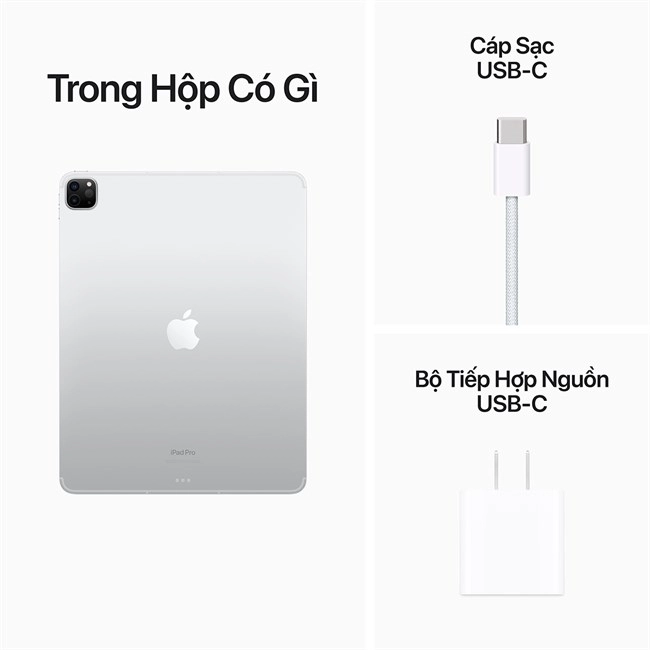 Trong Hộp Có Gì
iPad Pro
Cáp Sạc
USB-C
Bộ Tiếp Hợp Nguồn
USB-C